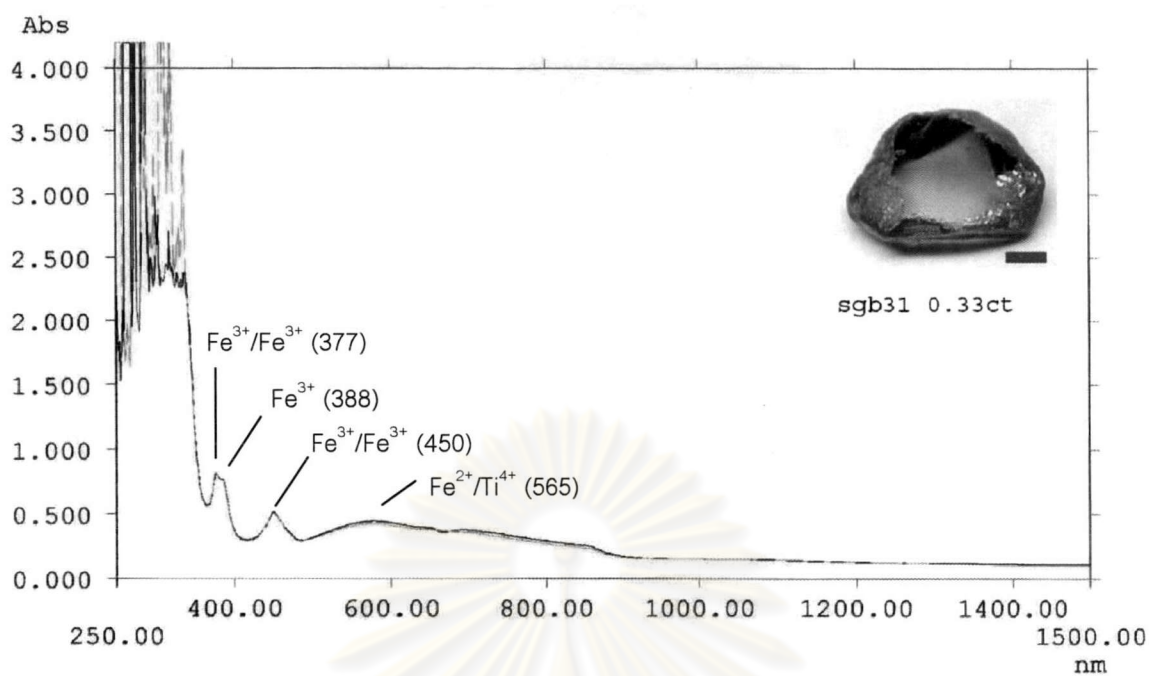 Abs
4.000
3.500
3.000
2.500
2.000
1.500
1.000
0.500
0.000
Fe³⁺/Fe³⁺ (377)
Fe³⁺ (388)
Fe³⁺/Fe³⁺ (450)
Fe²⁺/Ti⁴⁺ (565)
sgb31 0.33ct
400.00 600.00 800.00 1000.00 1200.00 1400.00
250.00 1500.00
nm